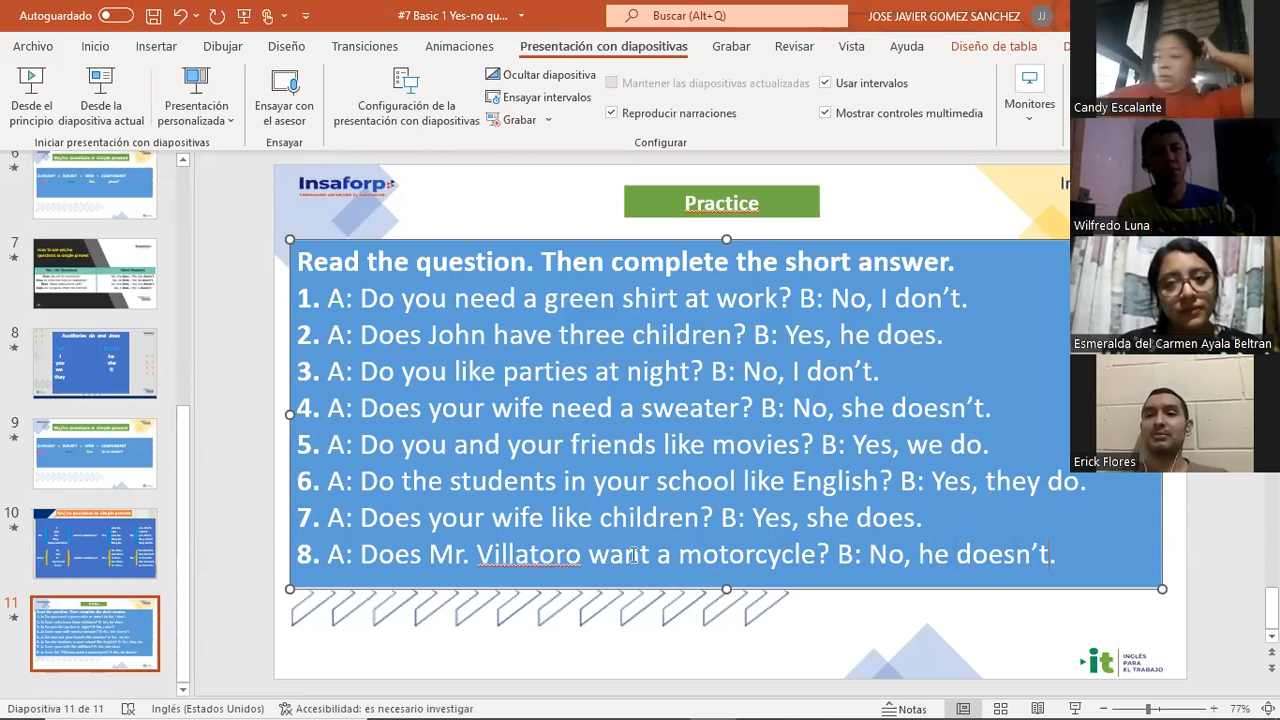 Autoguardado
#7 Basic 1 Yes-no qu...
Buscar (Alt+Q)
JOSE JAVIER GOMEZ SANCHEZ
JJ
Archivo Inicio Insertar Dibujar Diseño Transiciones Animaciones Presentación con diapositivas Grabar Revisar Vista Ayuda Diseño de tabla
Desde el principio
Desde la diapositiva actual
Presentación personalizada
Ensayar con el asesor
Configuración de la presentación con diapositivas
Ocultar diapositiva
Ensayar intervalos
Grabar
Mantener las diapositivas actualizadas
Reproducir narraciones
Usar intervalos
Mostrar controles multimedia
Monitores
Iniciar presentación con diapositivas
Ensayar
Configurar
Candy Escalante
Wilfredo Luna
Esmeralda del Carmen Ayala Beltran
Erick Flores
6
7
8
9
10
11
Insaforp
Practice
Read the question. Then complete the short answer.
1. A: Do you need a green shirt at work? B: No, I don't.
2. A: Does John have three children? B: Yes, he does.
3. A: Do you like parties at night? B: No, I don't.
4. A: Does your wife need a sweater? B: No, she doesn't.
5. A: Do you and your friends like movies? B: Yes, we do.
6. A: Do the students in your school like English? B: Yes, they do.
7. A: Does your wife like children? B: Yes, she does.
8. A: Does Mr. Villatoro want a motorcycle? B: No, he doesn't.
it
INGLÉS
PARA
EL TRABAJO
Diapositiva 11 de 11
Inglés (Estados Unidos)
Accesibilidad: es necesario investigar
Notas
77%